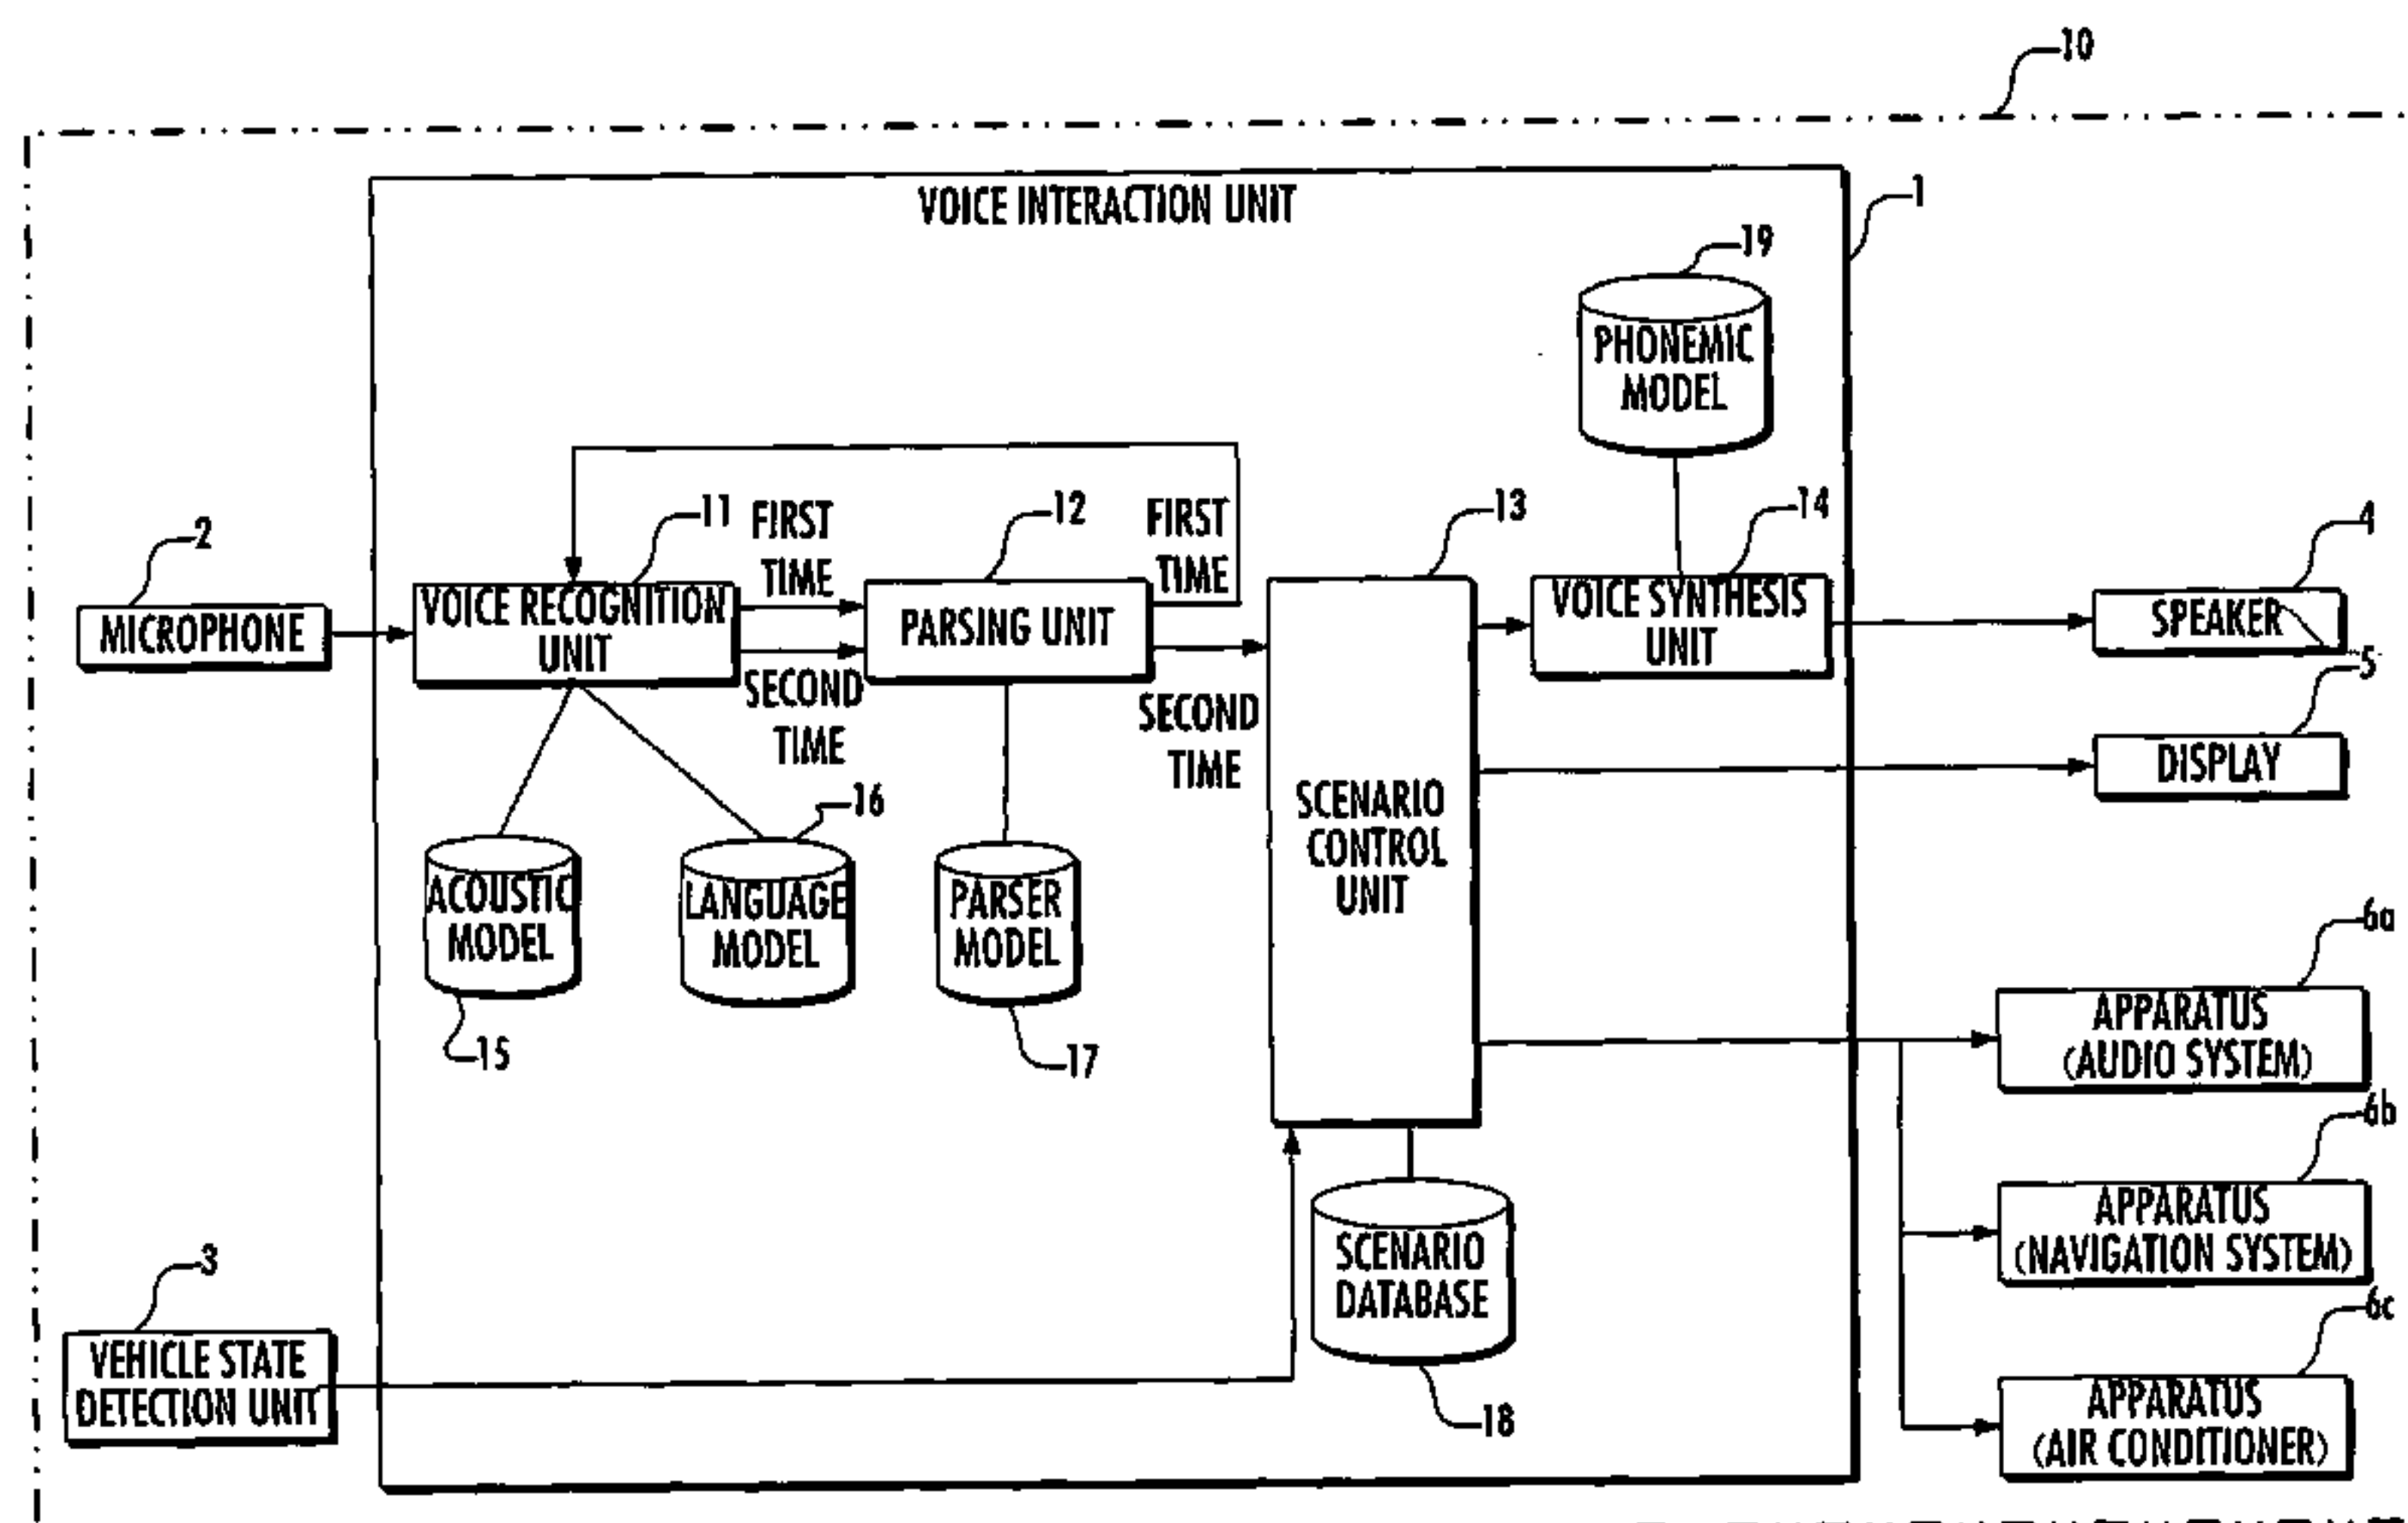 10
VOICE INTERACTION UNIT
1
19
PHONEMIC
MODEL
2
11
FIRST
TIME
12
FIRST
TIME
13
14
4
MICROPHONE
VOICE RECOGNITION
UNIT
PARSING UNIT
VOICE SYNTHESIS
UNIT
SPEAKER
5
SECOND
TIME
SECOND
TIME
DISPLAY
16
SCENARIO
CONTROL
UNIT
ACOUSTIC
MODEL
LANGUAGE
MODEL
PARSER
MODEL
15
17
6a
APPARATUS
(AUDIO SYSTEM)
6b
APPARATUS
(NAVIGATION SYSTEM)
3
SCENARIO
DATABASE
6c
VEHICLE STATE
DETECTION UNIT
18
APPARATUS
(AIR CONDITIONER)